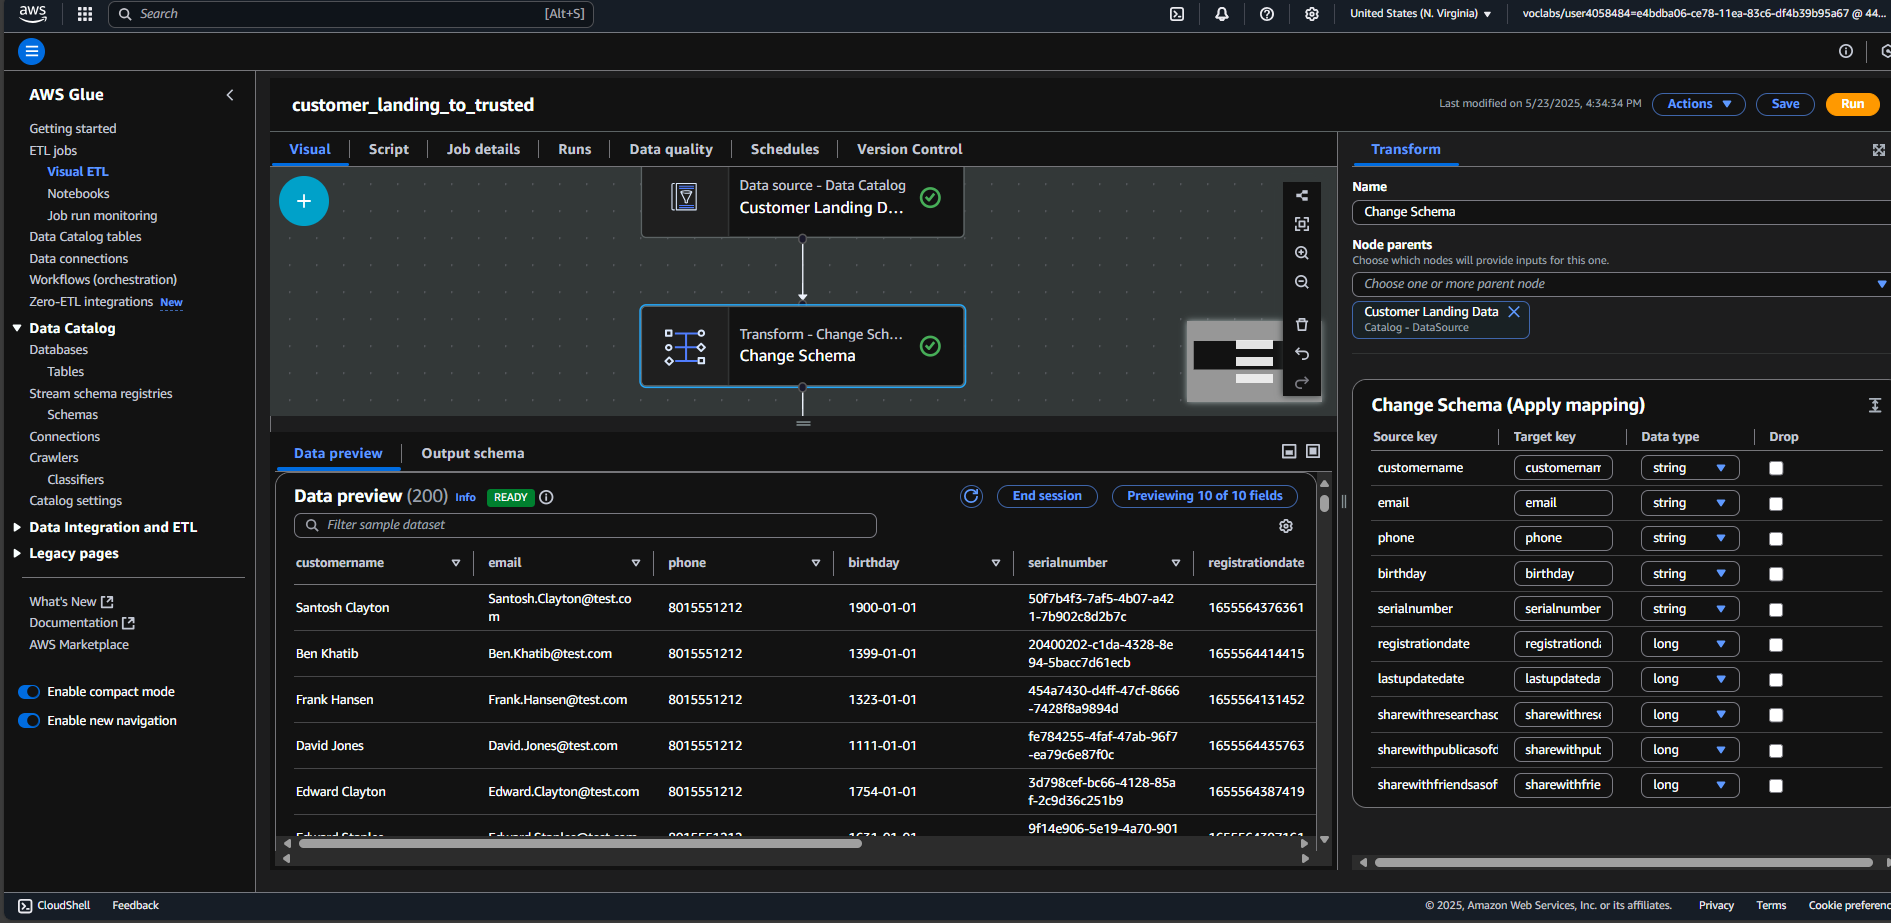 aws
Search
[Alt+S]
United States (N. Virginia)
voclabs/user4058484=e4bdba06-ce78-11ea-83c6-df4b39b95a67 @ 44...
AWS Glue
Getting started
ETL jobs
Visual ETL
Notebooks
Job run monitoring
Data Catalog tables
Data connections
Workflows (orchestration)
Zero-ETL integrations New
Data Catalog
Databases
Tables
Stream schema registries
Schemas
Connections
Crawlers
Classifiers
Catalog settings
Data Integration and ETL
Legacy pages
What's New
Documentation
AWS Marketplace
Enable compact mode
Enable new navigation
customer_landing_to_trusted
Last modified on 5/23/2025, 4:34:34 PM
Actions
Save
Run
Visual
Script
Job details
Runs
Data quality
Schedules
Version Control
Data source - Data Catalog
Customer Landing D...
Transform - Change Sch...
Change Schema
Data preview
Output schema
Data preview (200) Info READY
End session
Previewing 10 of 10 fields
Filter sample dataset
customername email phone birthday serialnumber registrationdate
Santosh Clayton Santosh.Clayton@test.co 8015551212 1900-01-01 50f7b4f3-7af5-4b07-a42 1655564376361
m 1-7b902c8d2b7c
Ben Khatib Ben.Khatib@test.com 8015551212 1399-01-01 20400202-c1da-4328-8e 1655564414415
94-5bacc7d61ecb
Frank Hansen Frank.Hansen@test.com 8015551212 1323-01-01 454a7430-d4ff-47cf-8666 1655564131452
-7428f8a9894d
David Jones David.Jones@test.com 8015551212 1111-01-01 fe784255-4faf-47ab-96f7 1655564435763
-ea79c6e87f0c
Edward Clayton Edward.Clayton@test.com 8015551212 1754-01-01 3d798cef-bc66-4128-85a 1655564387419
f-2c9d36c251b9
9f14e906-5e19-4a70-901
Transform
Name
Change Schema
Node parents
Choose which nodes will provide inputs for this one.
Choose one or more parent node
Customer Landing Data
Catalog - DataSource
Change Schema (Apply mapping)
Source key Target key Data type Drop
customername customernam string
email email string
phone phone string
birthday birthday string
serialnumber serialnumber string
registrationdate registrationda long
lastupdatedate lastupdateda long
sharewithresearchaso sharewithrese long
sharewithpublicasofd sharewithpub long
sharewithfriendsasof sharewithfrie long
CloudShell
Feedback
© 2025, Amazon Web Services, Inc. or its affiliates.
Privacy
Terms
Cookie preferenc